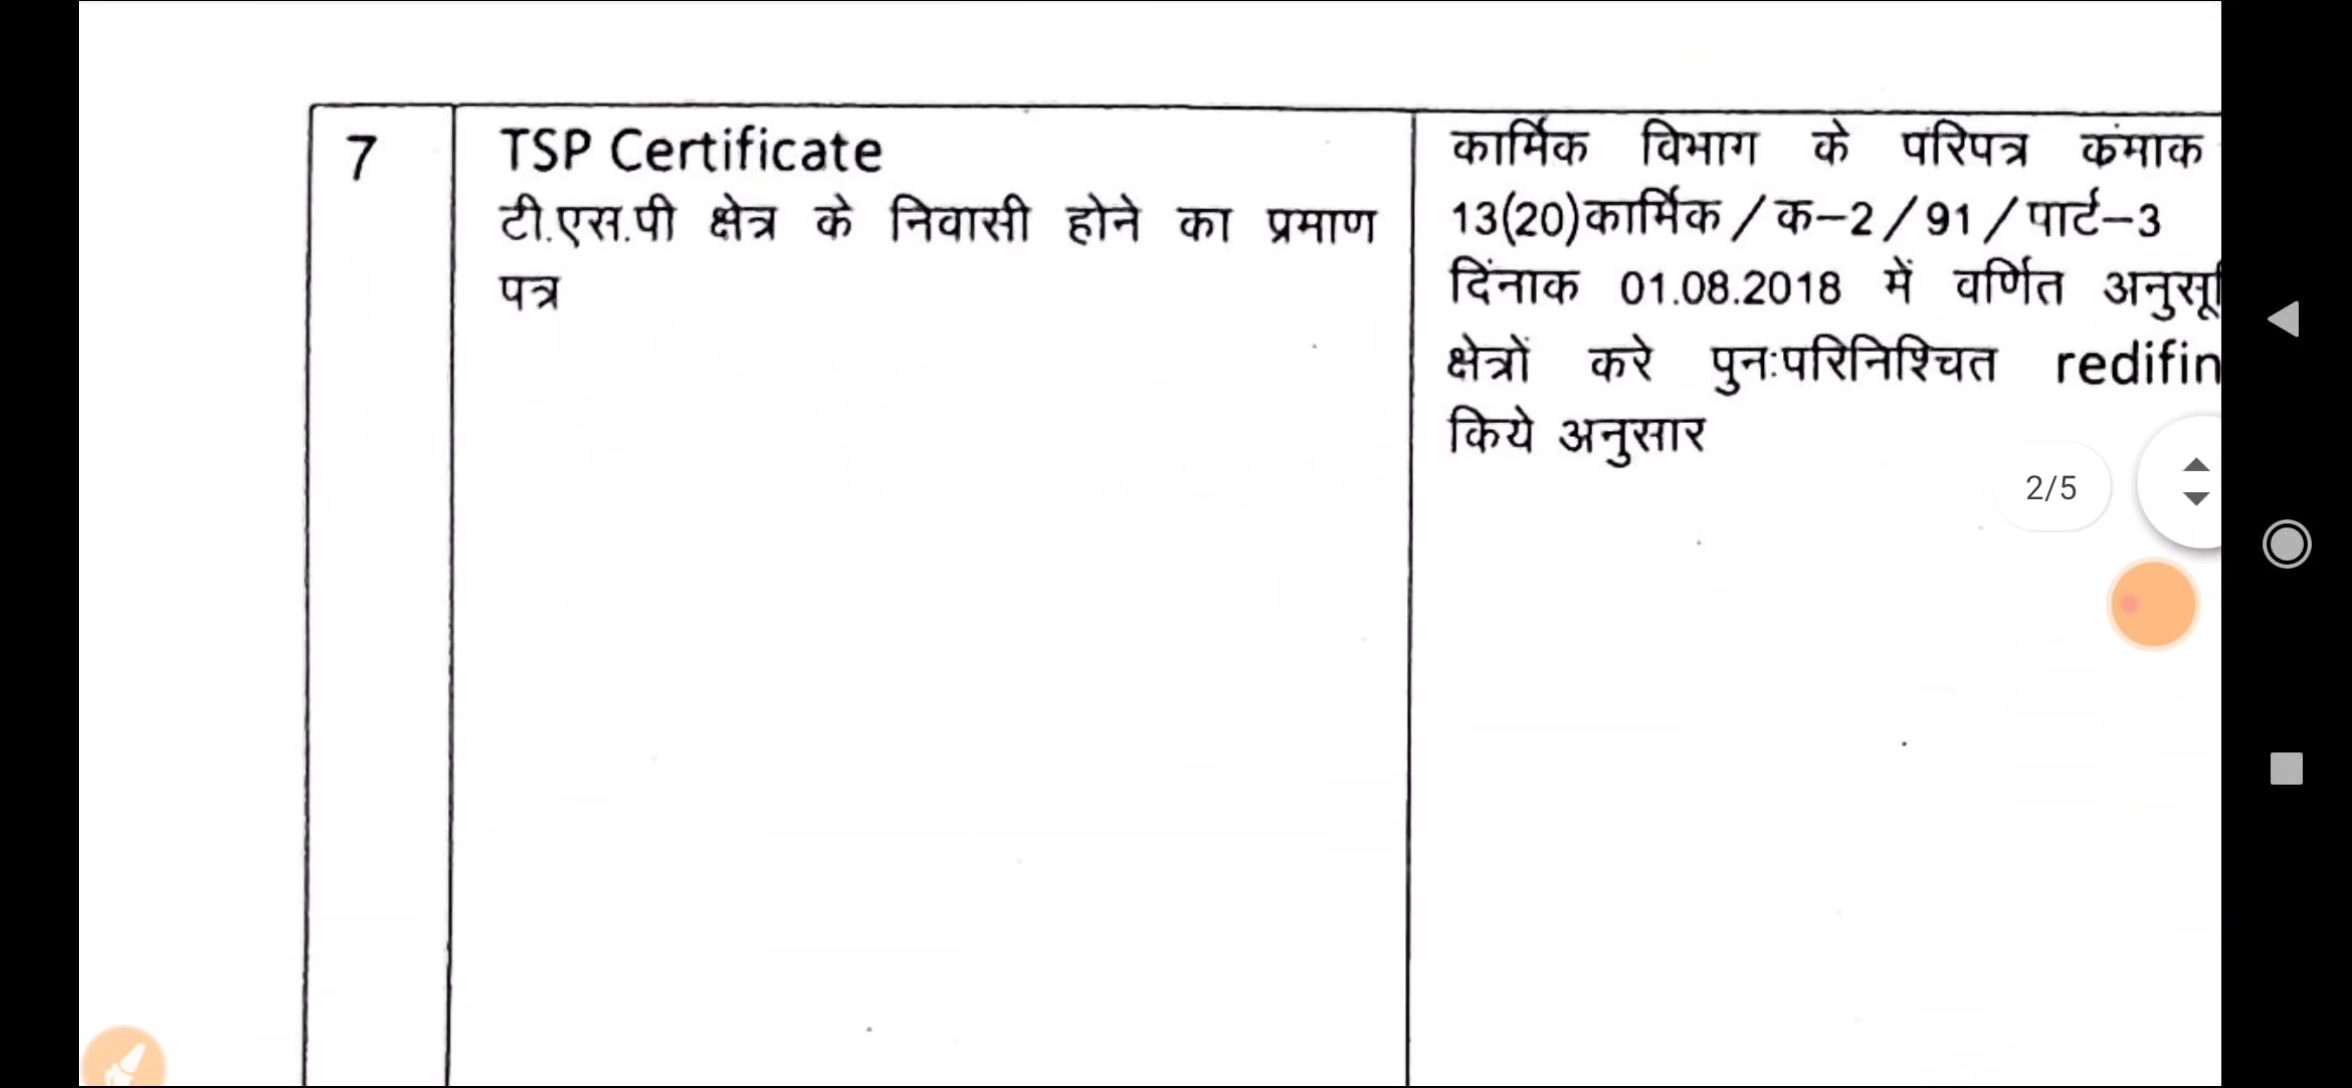 7
TSP Certificate
टी.एस.पी क्षेत्र के निवासी होने का प्रमाण
पत्र
कार्मिक विभाग के परिपत्र कंमाक
13(20)कार्मिक/क–2/91/पार्ट–3
दिंनाक 01.08.2018 में वर्णित
क्षेत्रों करे पुनःपरिनिश्चित
किये अनुसार
2/5